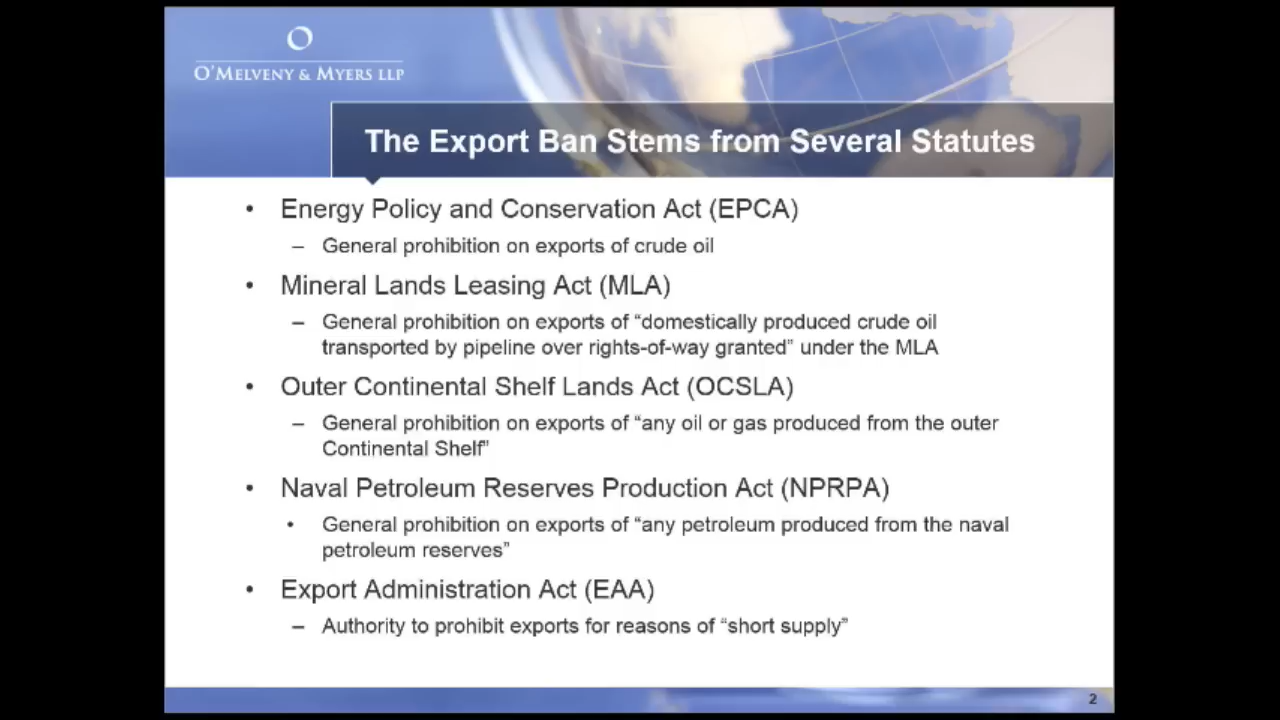 O'MELVENY & MYERS LLP
The Export Ban Stems from Several Statutes
• Energy Policy and Conservation Act (EPCA)
– General prohibition on exports of crude oil
• Mineral Lands Leasing Act (MLA)
– General prohibition on exports of “domestically produced crude oil
transported by pipeline over rights-of-way granted” under the MLA
• Outer Continental Shelf Lands Act (OCSLA)
– General prohibition on exports of “any oil or gas produced from the outer
Continental Shelf”
• Naval Petroleum Reserves Production Act (NPRPA)
• General prohibition on exports of “any petroleum produced from the naval
petroleum reserves”
• Export Administration Act (EAA)
– Authority to prohibit exports for reasons of “short supply”
2